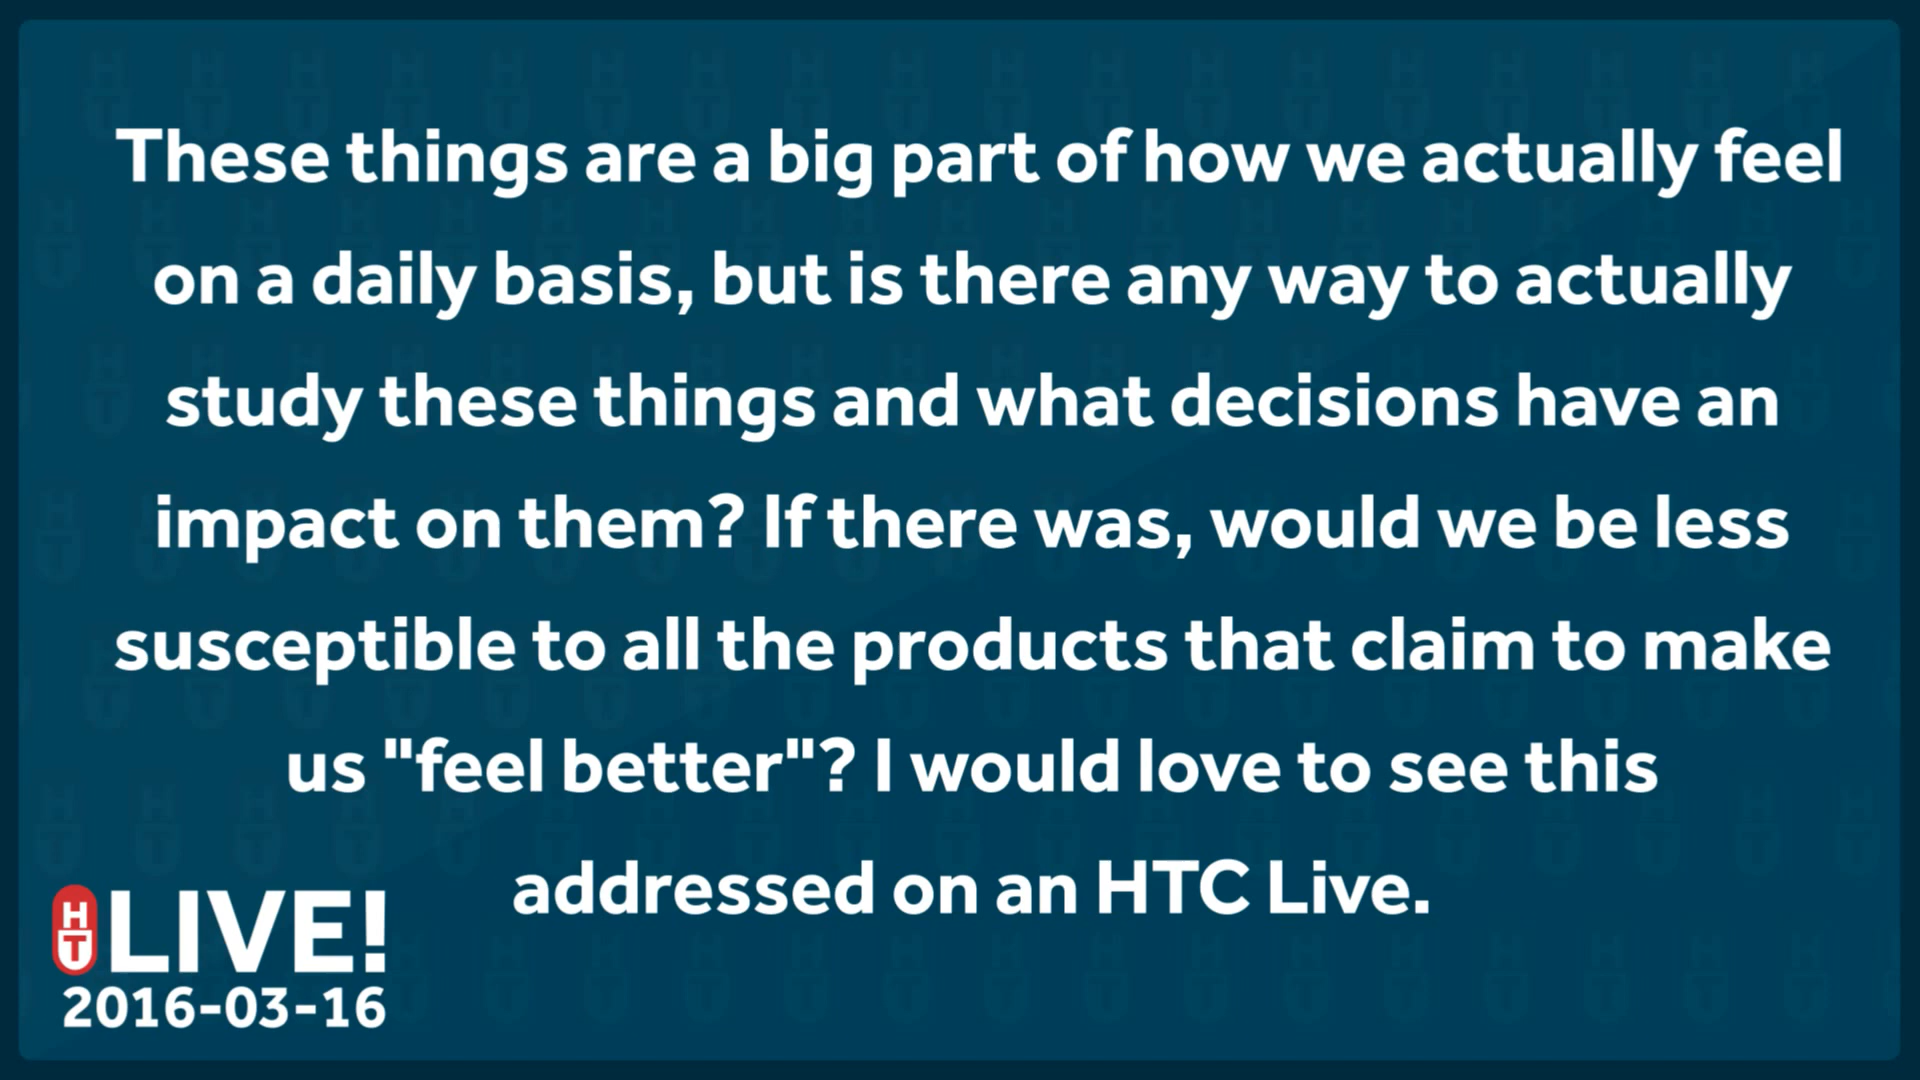 These things are a big part of how we actually feel
on a daily basis, but is there any way to actually
study these things and what decisions have an
impact on them? If there was, would we be less
susceptible to all the products that claim to make
us "feel better"? I would love to see this
addressed on an HTC Live.
HT LIVE!
2016-03-16